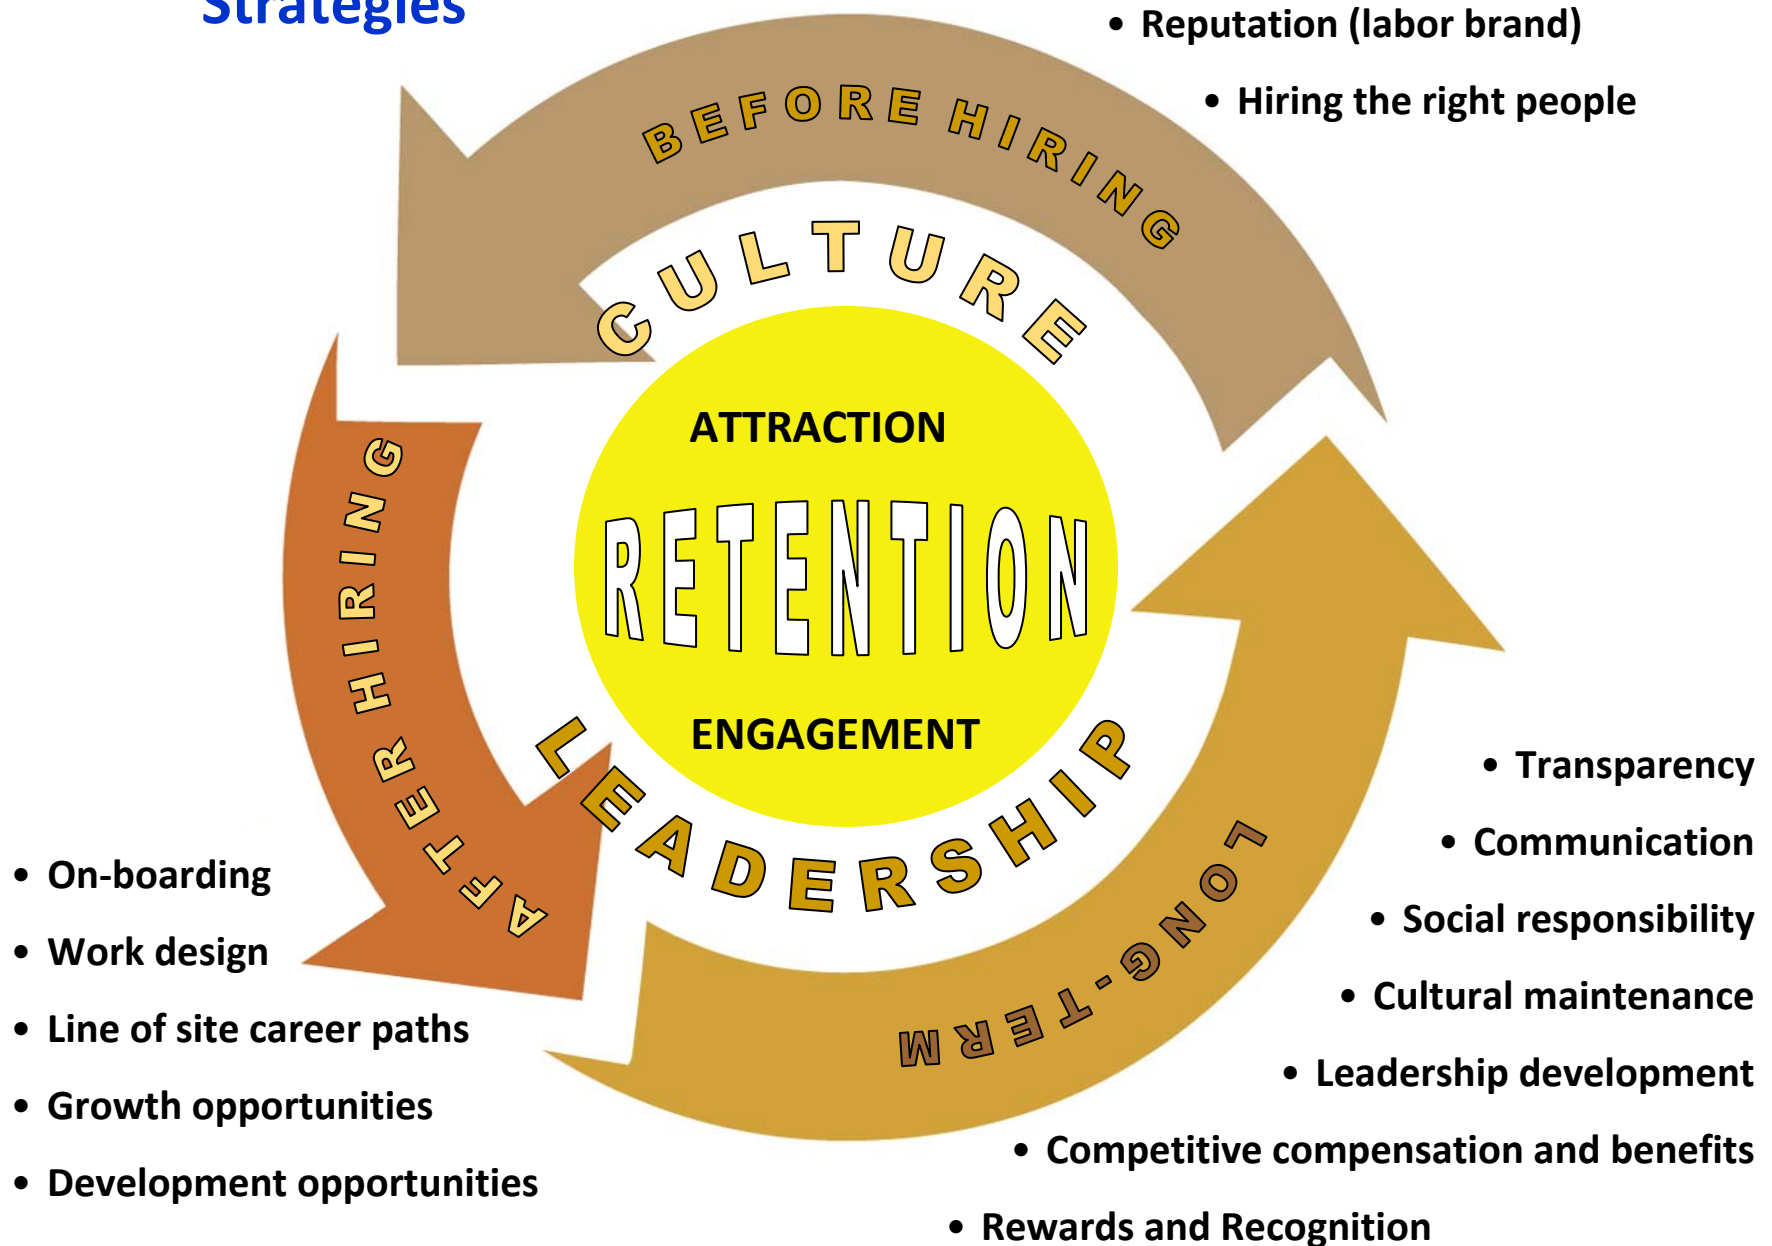 Strategies
• Reputation (labor brand)
• Hiring the right people
BEFORE HIRING
CULTURE
ATTRACTION
RETENTION
ENGAGEMENT
LEADERSHIP
AFTER HIRING
LONG-TERM
• On-boarding
• Work design
• Line of site career paths
• Growth opportunities
• Development opportunities
• Transparency
• Communication
• Social responsibility
• Cultural maintenance
• Leadership development
• Competitive compensation and benefits
• Rewards and Recognition